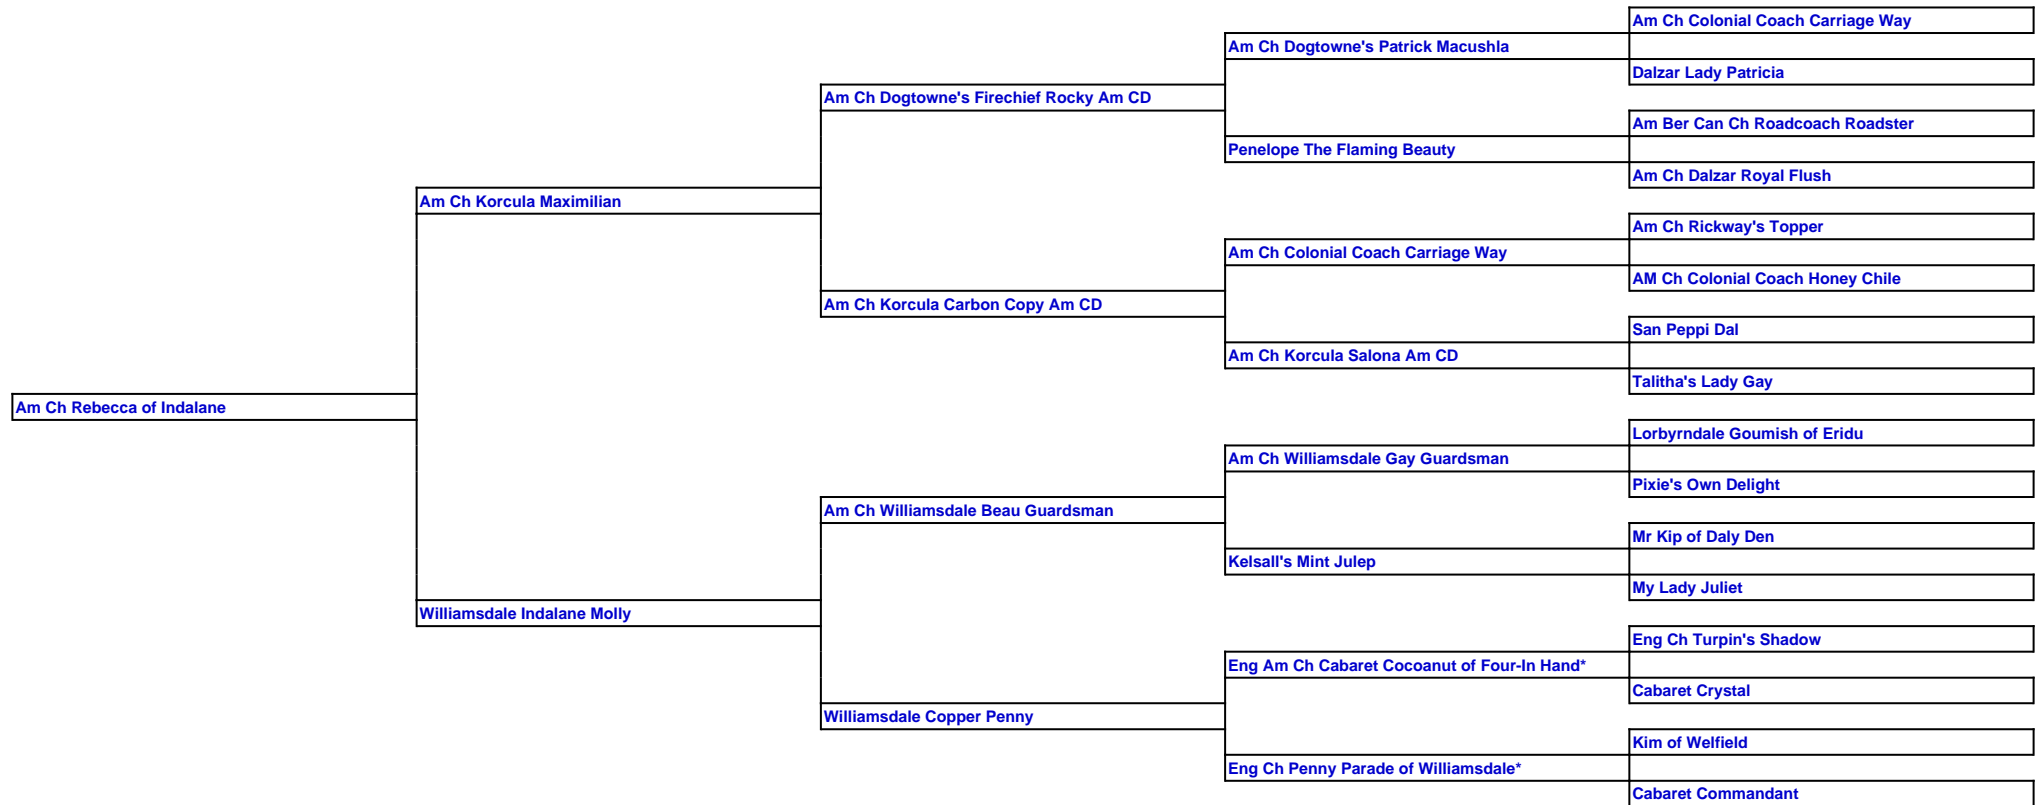 Am Ch Colonial Coach Carriage Way
Am Ch Dogtowne's Patrick Macushla
Dalzar Lady Patricia
Am Ch Dogtowne's Firechief Rocky Am CD
Am Ber Can Ch Roadcoach Roadster
Penelope The Flaming Beauty
Am Ch Dalzar Royal Flush
Am Ch Korcula Maximilian
Am Ch Rickway's Topper
Am Ch Colonial Coach Carriage Way
AM Ch Colonial Coach Honey Chile
Am Ch Korcula Carbon Copy Am CD
San Peppi Dal
Am Ch Korcula Salona Am CD
Talitha's Lady Gay
Am Ch Rebecca of Indalane
Lorbyrndale Goumish of Eridu
Am Ch Williamsdale Gay Guardsman
Pixie's Own Delight
Am Ch Williamsdale Beau Guardsman
Mr Kip of Daly Den
Kelsall's Mint Julep
My Lady Juliet
Williamsdale Indalane Molly
Eng Ch Turpin's Shadow
Eng Am Ch Cabaret Cocoanut of Four-In Hand*
Cabaret Crystal
Williamsdale Copper Penny
Kim of Welfield
Eng Ch Penny Parade of Williamsdale*
Cabaret Commandant